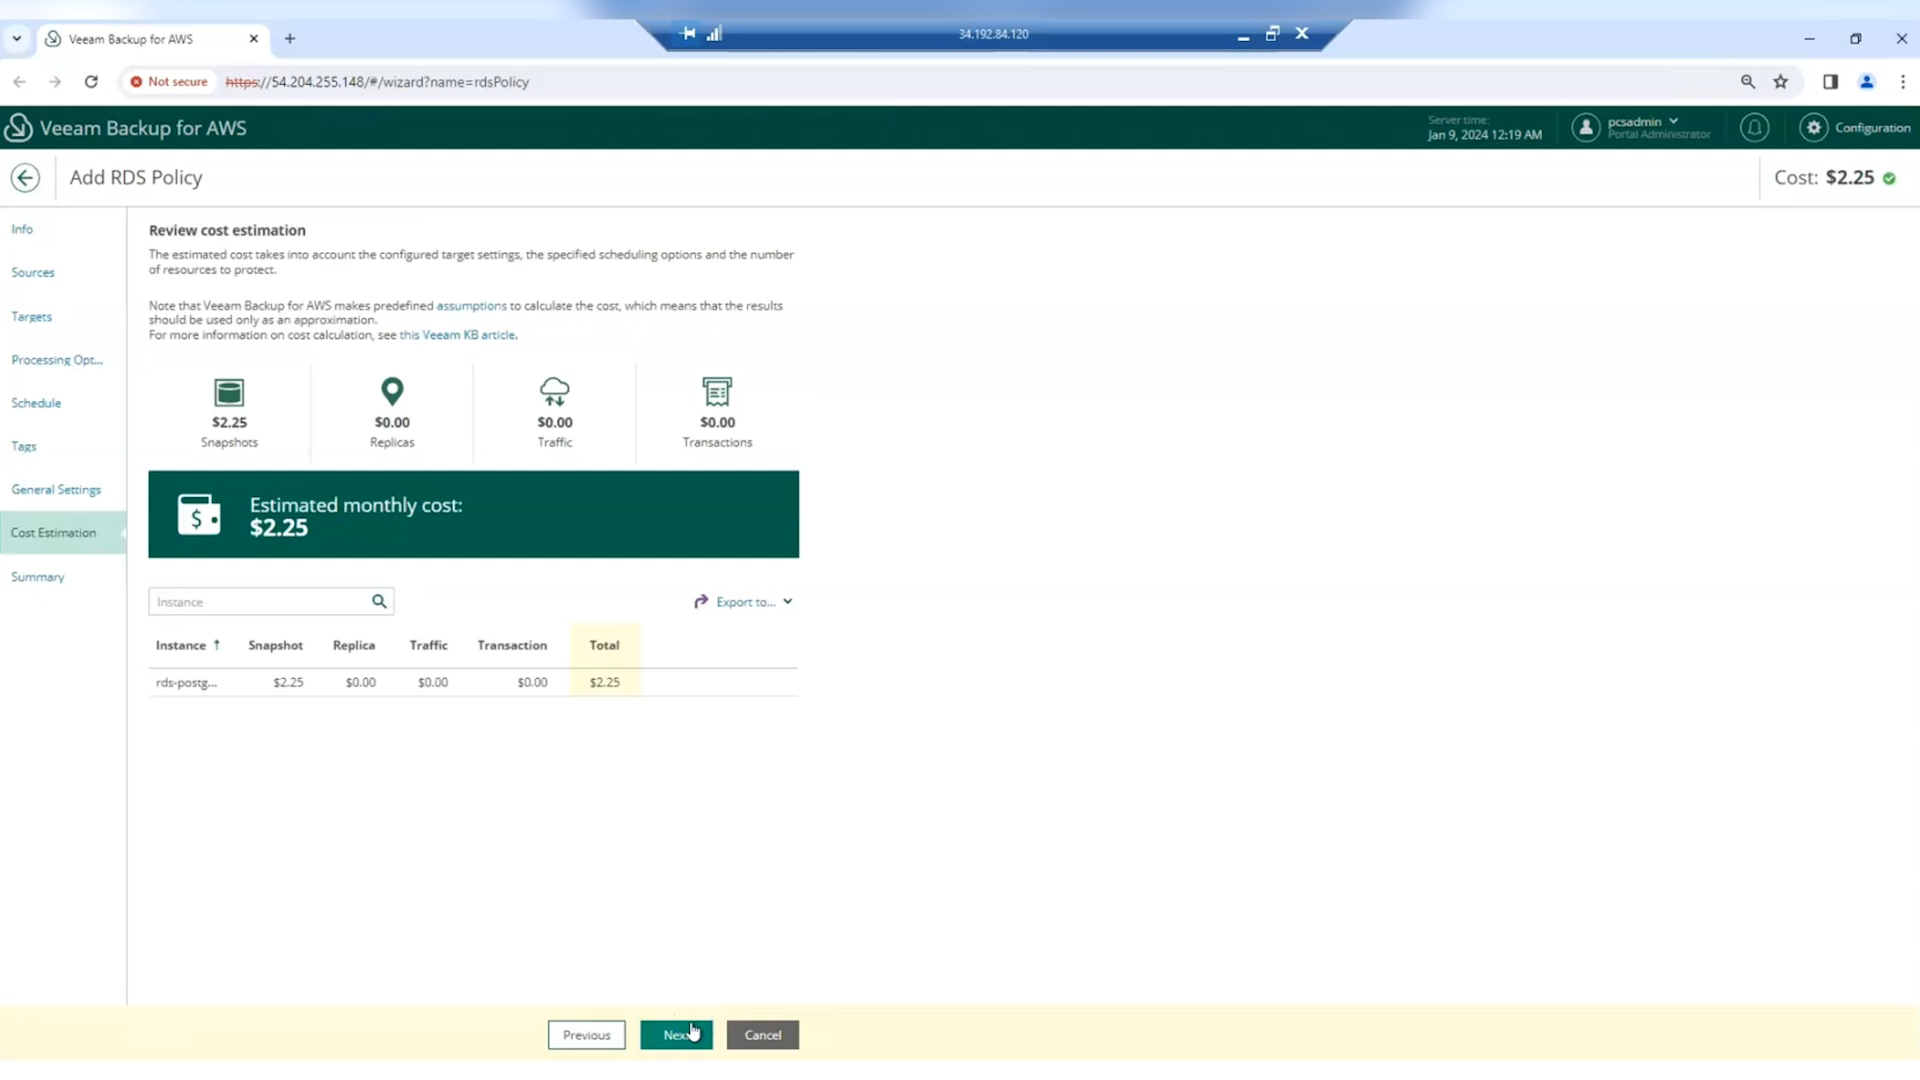 Veeam Backup for AWS
34.192.84.120
Not secure
https://54.204.255.148/#/wizard?name=rdsPolicy
Veeam Backup for AWS
Server time:
Jan 9, 2024 12:19 AM
pcsadmin
Portal Administrator
Configuration
Add RDS Policy
Cost: $2.25
Info
Sources
Targets
Processing Opt...
Schedule
Tags
General Settings
Cost Estimation
Summary
Review cost estimation
The estimated cost takes into account the configured target settings, the specified scheduling options and the number
of resources to protect.
Note that Veeam Backup for AWS makes predefined assumptions to calculate the cost, which means that the results
should be used only as an approximation.
For more information on cost calculation, see this Veeam KB article.
$2.25
Snapshots
$0.00
Replicas
$0.00
Traffic
$0.00
Transactions
Estimated monthly cost:
$2.25
Instance
Export to...
Instance Snapshot Replica Traffic Transaction Total
rds-postg... $2.25 $0.00 $0.00 $0.00 $2.25
Previous
Next
Cancel